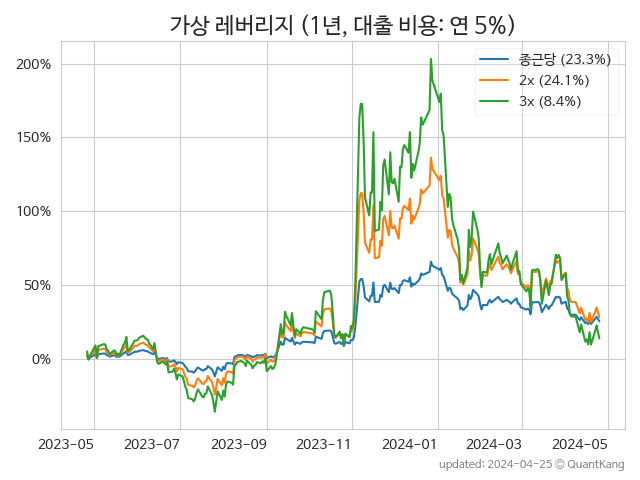 가상 레버리지 (1년, 대출 비용: 연 5%)
종근당 (23.3%)
2x (24.1%)
3x (8.4%)
200%
150%
100%
50%
0%
2023-05 2023-07 2023-09 2023-11 2024-01 2024-03 2024-05
updated: 2024-04-25 © QuantKang